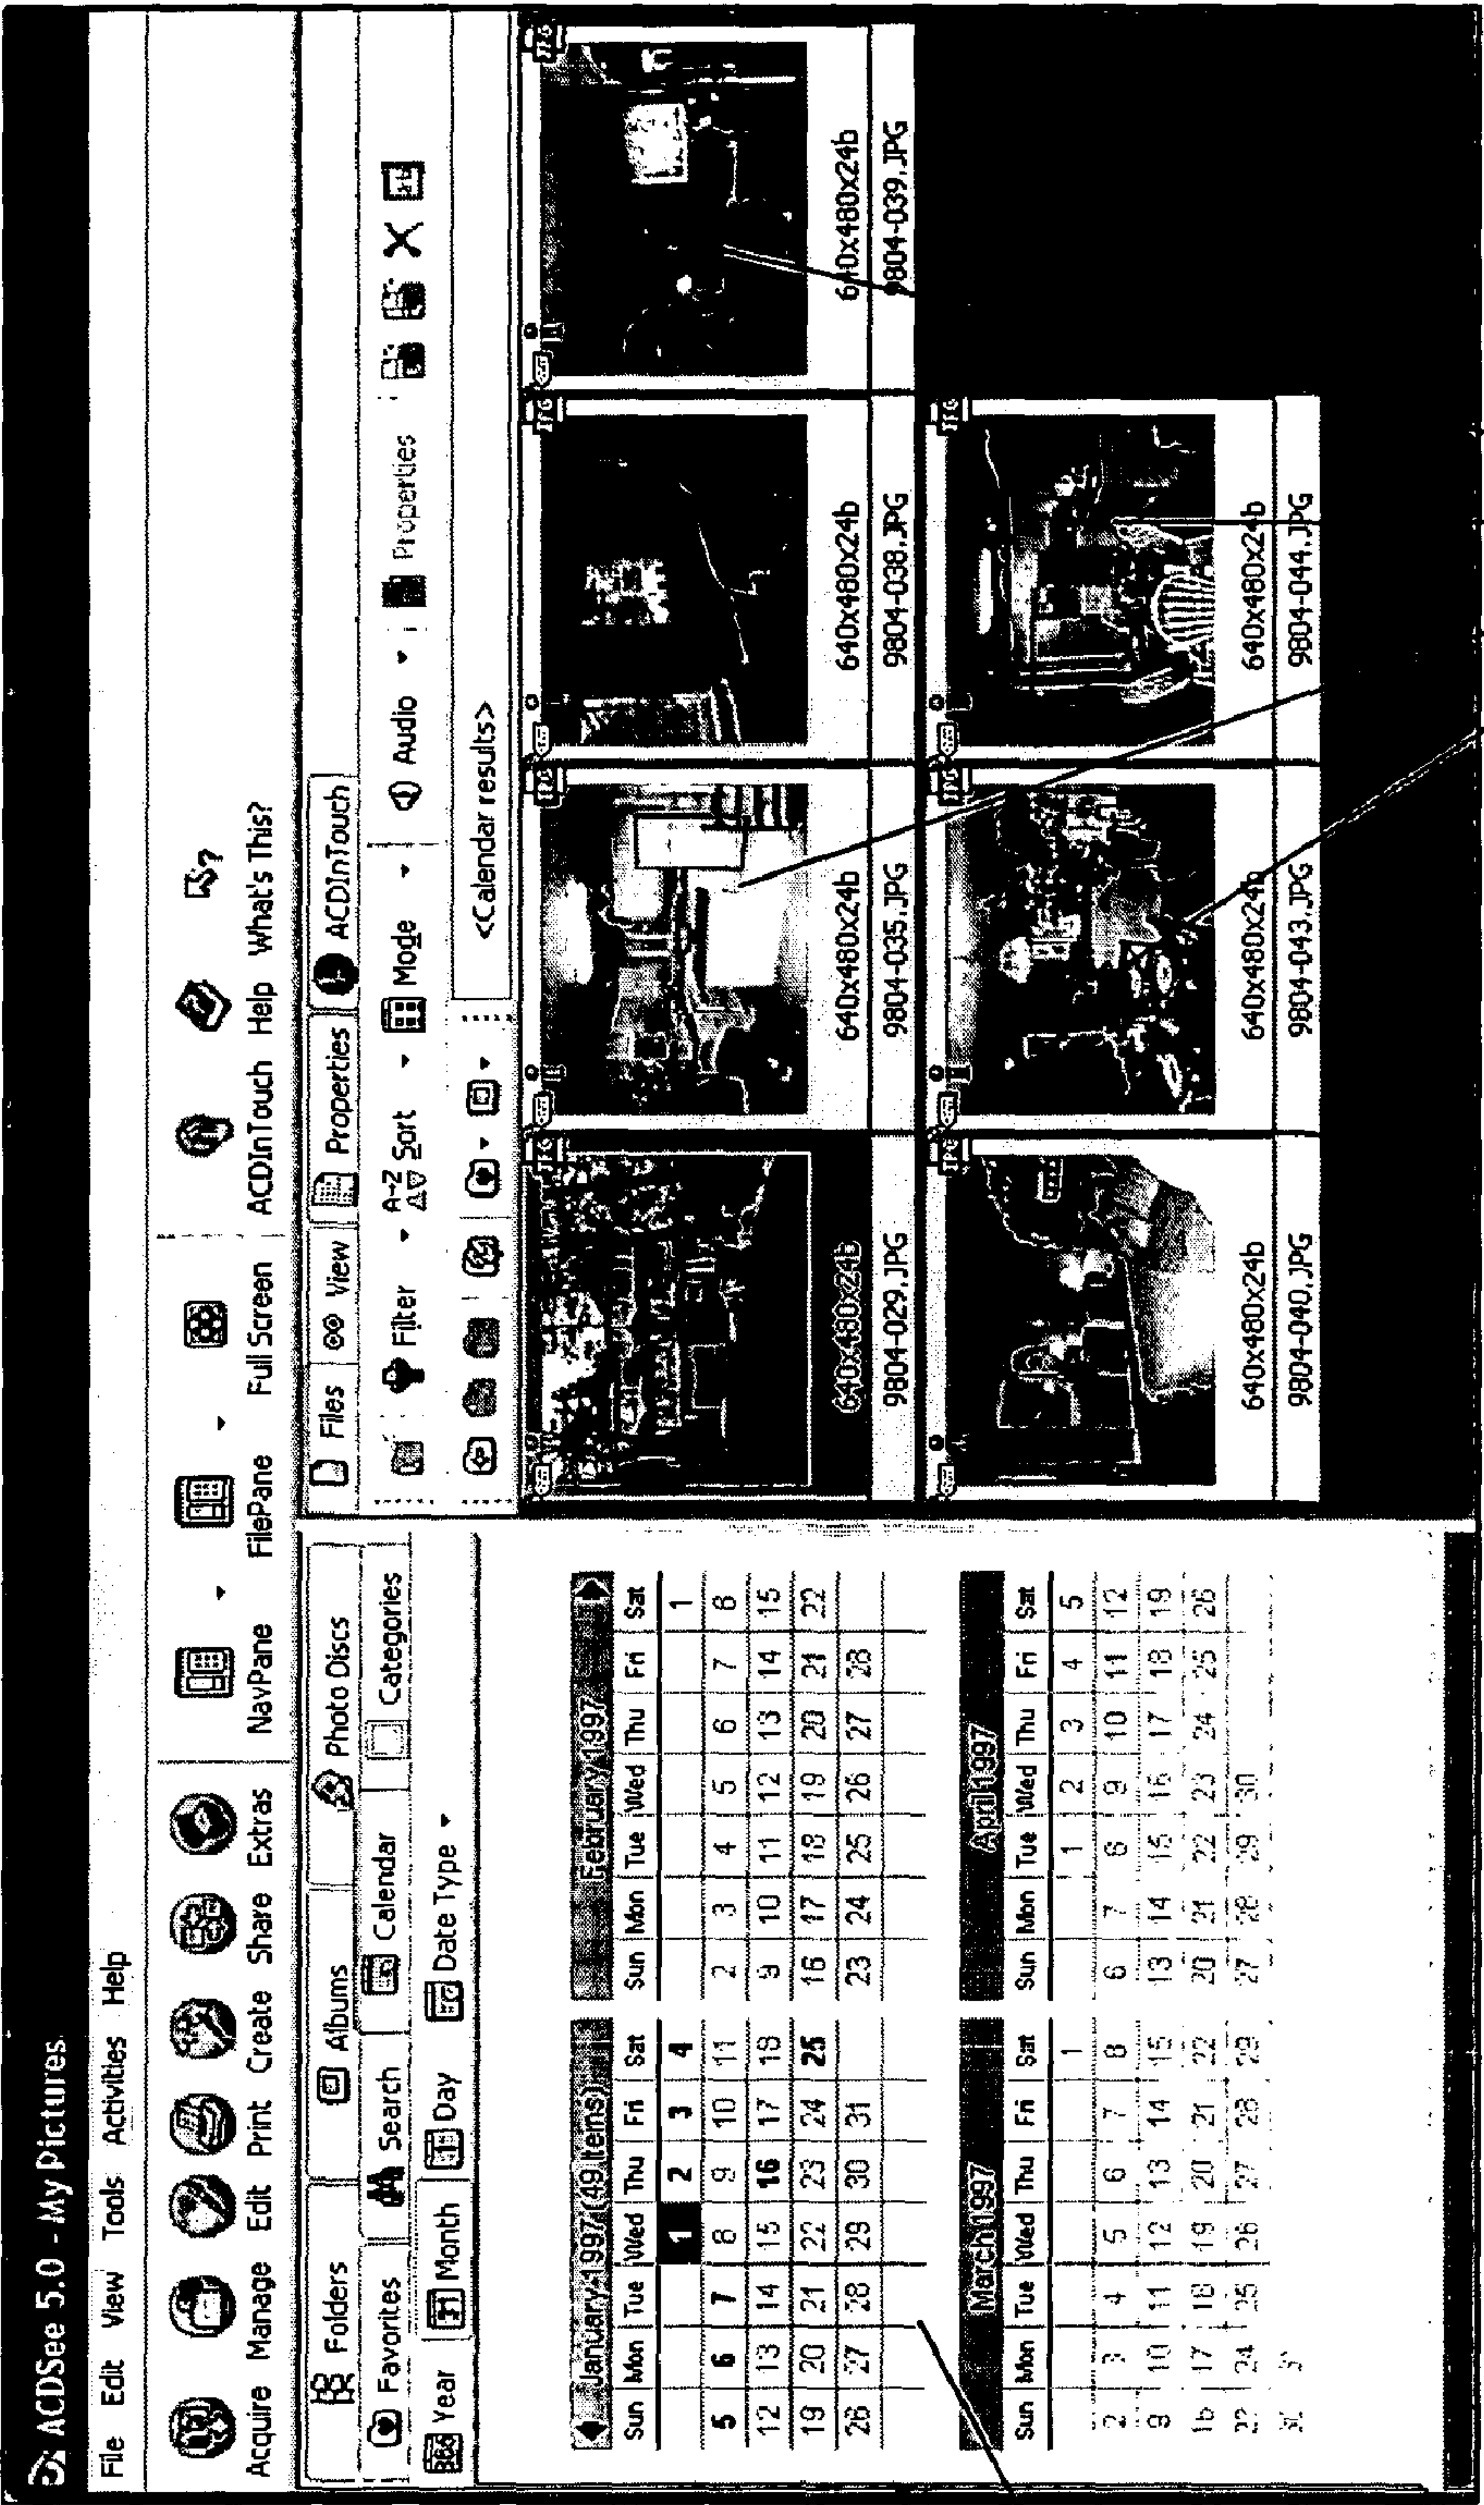 ACDSee 5.0 - My Pictures
File Edit View Tools Activities Help
Acquire Manage Edit Print Create Share Extras NavPane FilePane Full Screen ACDInTouch Help What's This?
Folders Albums Photo Discs
Favorites Search Calendar Categories
Year Month Day Date Type
January 1997 (49 items)
Sun Mon Tue Wed Thu Fri Sat
1 2 3 4
5 6 7 8 9 10 11
12 13 14 15 16 17 18
19 20 21 22 23 24 25
26 27 28 29 30 31
February 1997
Sun Mon Tue Wed Thu Fri Sat
1
2 3 4 5 6 7 8
9 10 11 12 13 14 15
16 17 18 19 20 21 22
23 24 25 26 27 28
March 1997
Sun Mon Tue Wed Thu Fri Sat
1
2 3 4 5 6 7 8
9 10 11 12 13 14 15
16 17 18 19 20 21 22
24 25 26 27 28 29
April 1997
Sun Mon Tue Wed Thu Fri Sat
1 2 3 4 5
6 7 8 9 10 11 12
13 14 15 16 17 18 19
20 21 22 23 24 25 26
27 28 29 30
Files View Properties ACDInTouch
Filter A-Z Sort Mode Audio Properties
<Calendar results>
JPG JPG JPG JPG
640x480x24b 640x480x24b 640x480x24b 640x480x24b
9804-029.JPG 9804-035.JPG 9804-038.JPG 9804-039.JPG
JPG JPG JPG
640x480x24b 640x480x24b 640x480x24b
9804-040.JPG 9804-043.JPG 9804-044.JPG